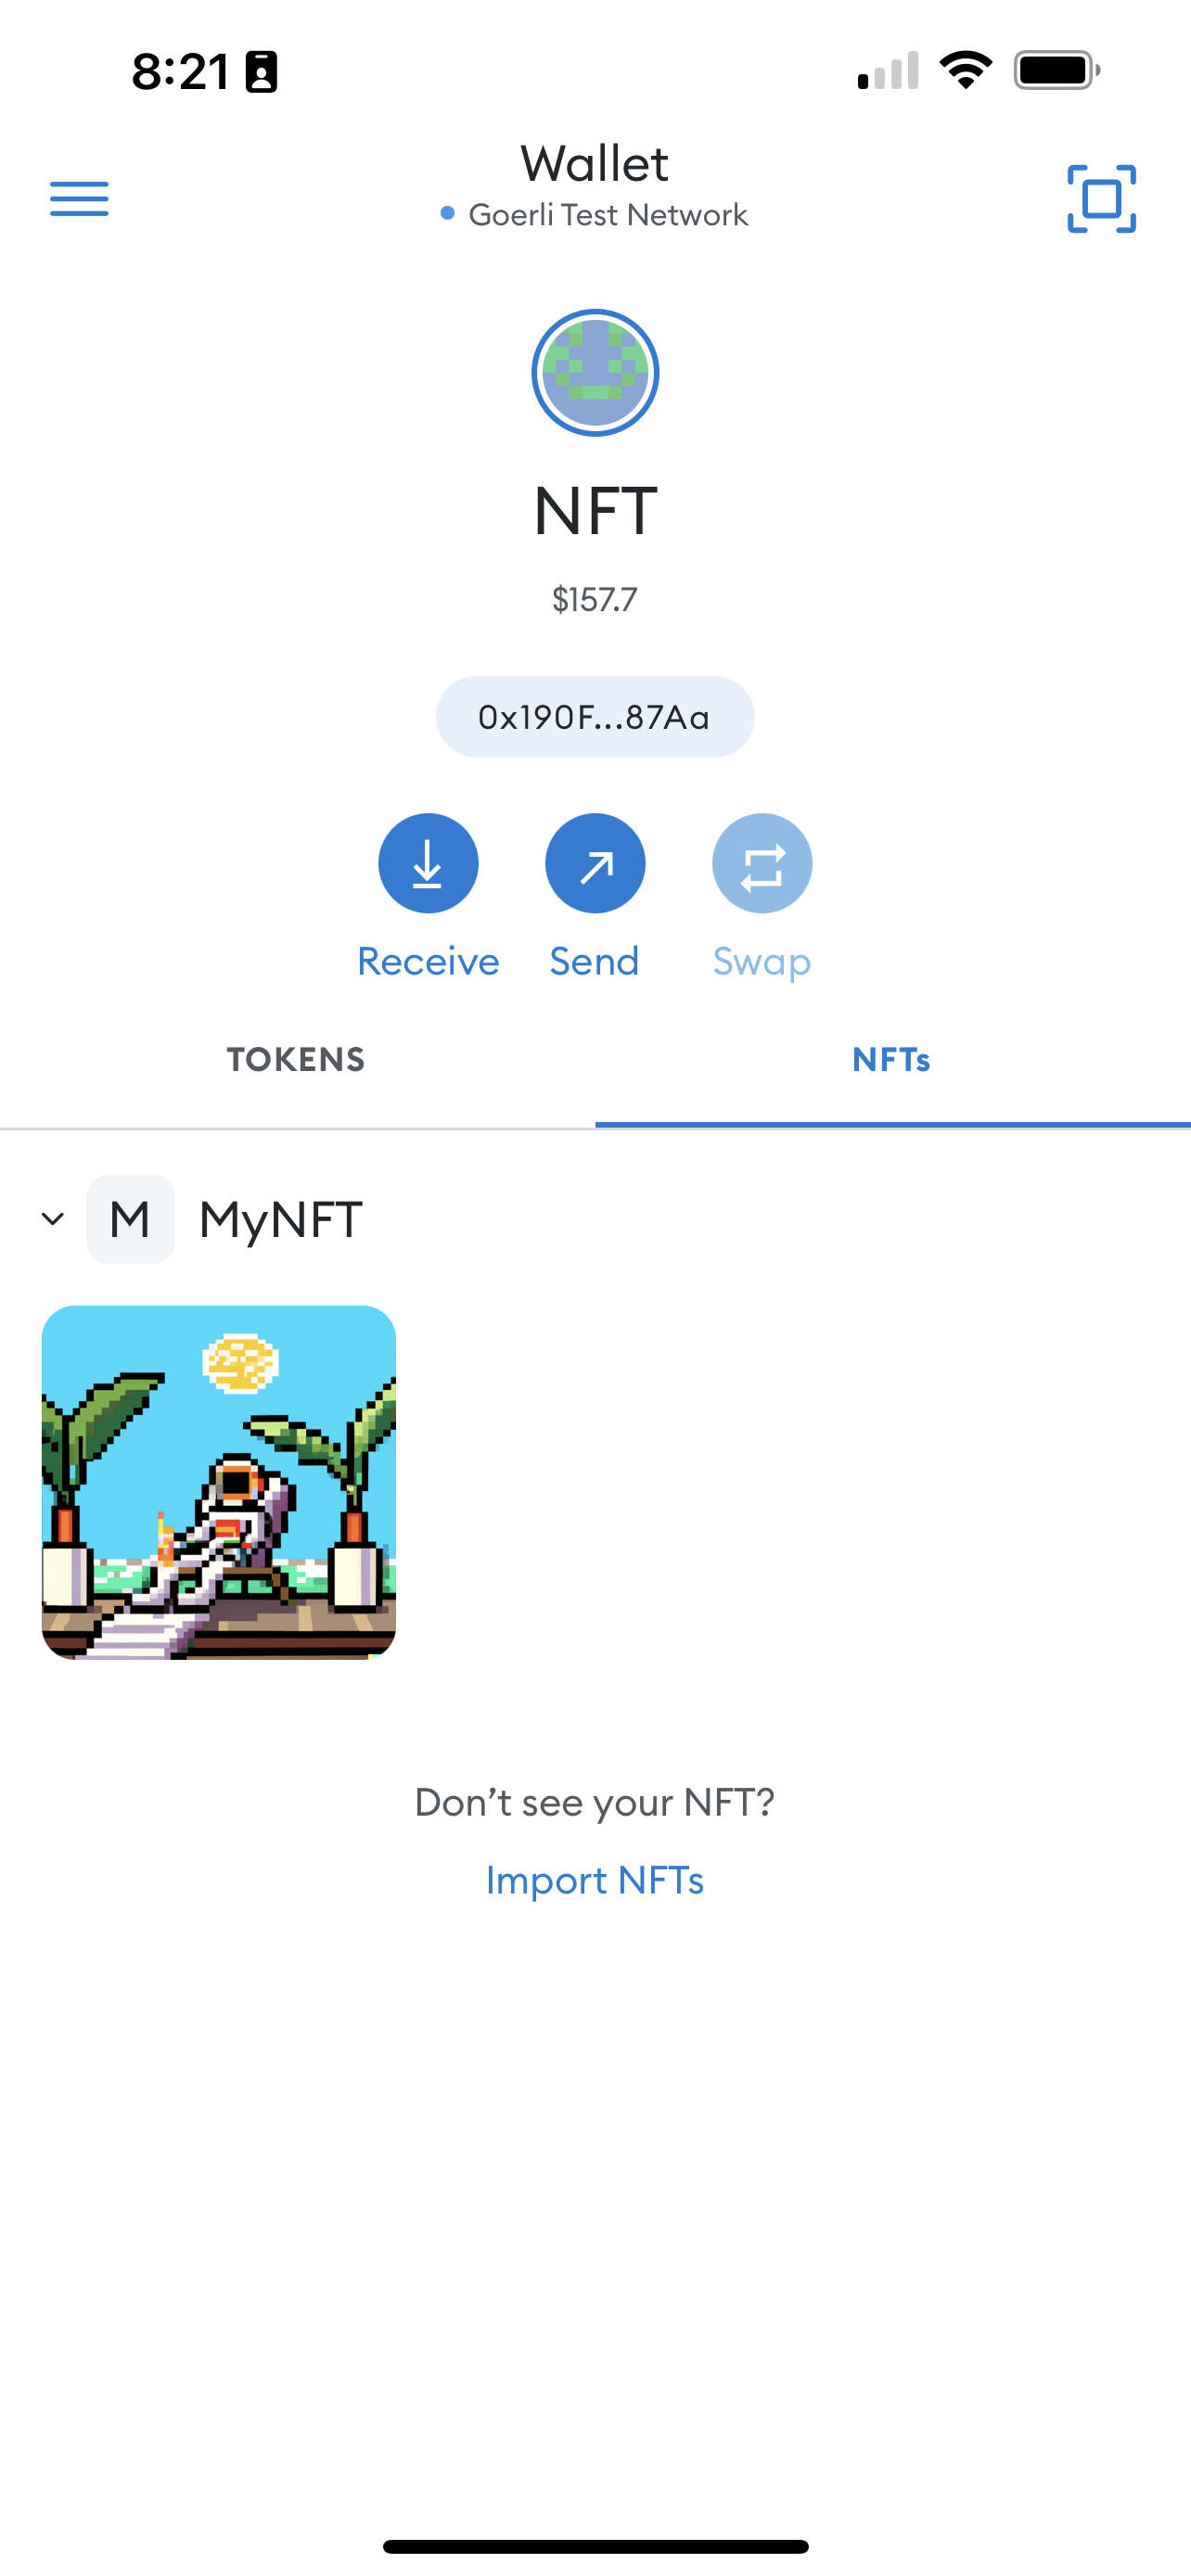 8:21
Wallet
Goerli Test Network
NFT
$157.7
0x190F...87Aa
Receive Send Swap
TOKENS NFTs
M MyNFT
Don’t see your NFT?
Import NFTs